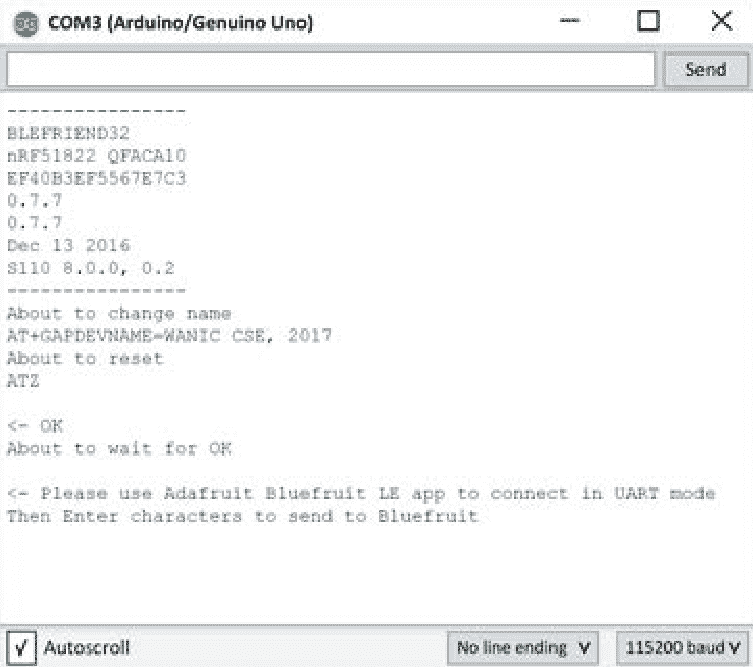 COM3 (Arduino/Genuino Uno)
Send
----------------
BLEFRIEND32
nRF51822 QFACA10
EF40B3EF5567E7C3
0.7.7
0.7.7
Dec 13 2016
S110 8.0.0, 0.2
----------------
About to change name
AT+GAPDEVNAME=WANIC CSE, 2017
About to reset
ATZ
<- OK
About to wait for OK
<- Please use Adafruit Bluefruit LE app to connect in UART mode
Then Enter characters to send to Bluefruit
Autoscroll
No line ending
115200 baud